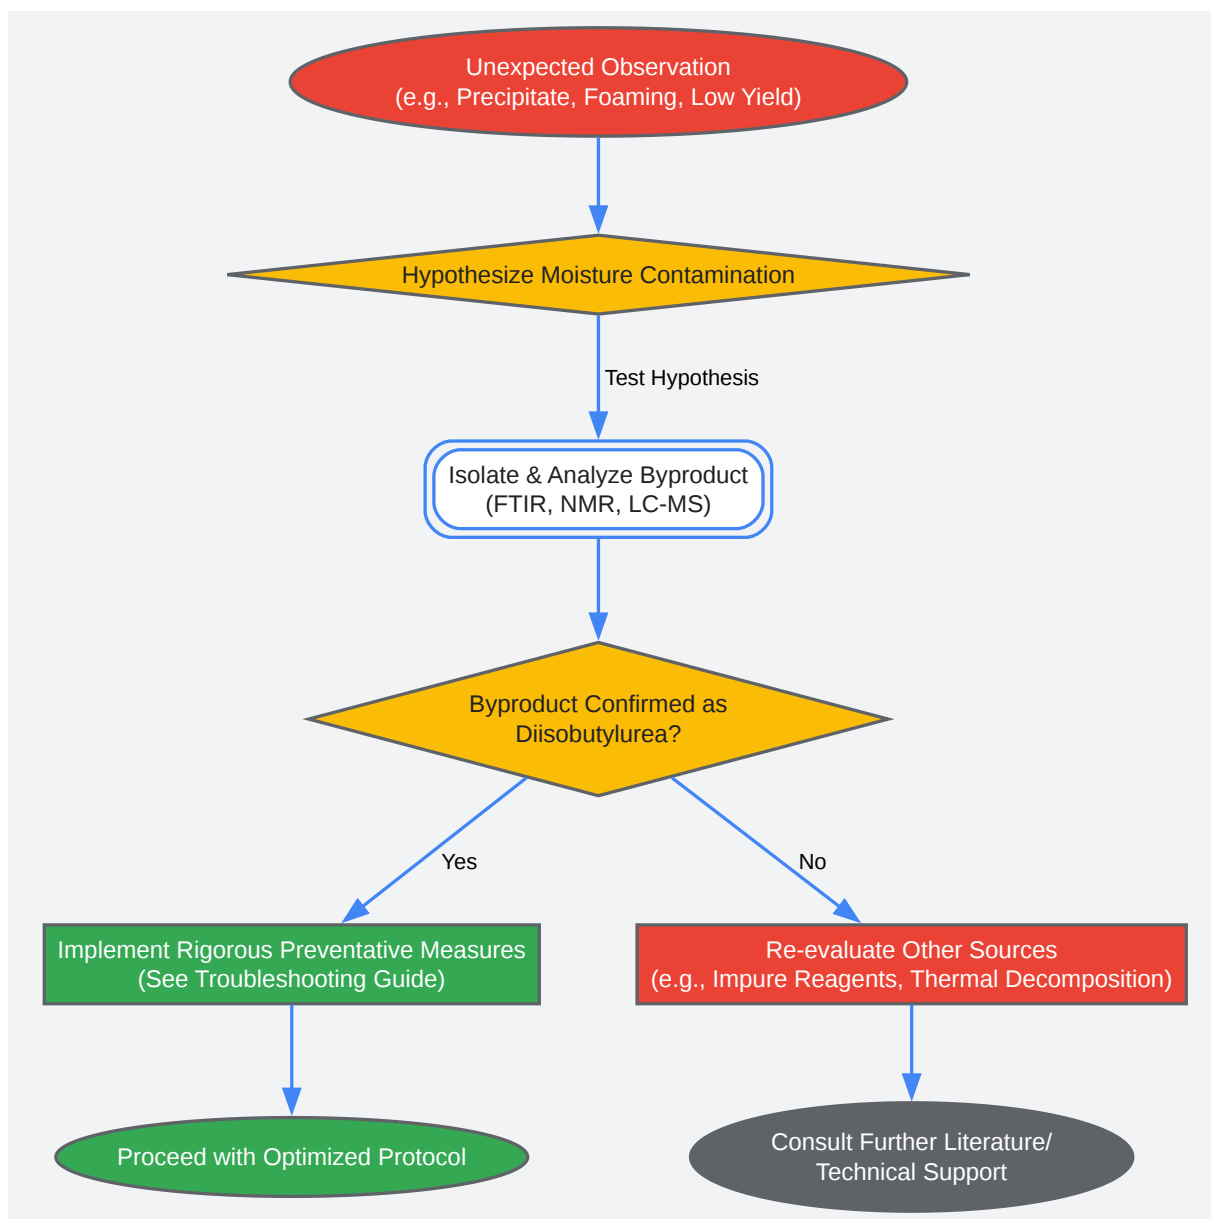 Unexpected Observation
(e.g., Precipitate, Foaming, Low Yield)
Hypothesize Moisture Contamination
Test Hypothesis
Isolate & Analyze Byproduct
(FTIR, NMR, LC-MS)
Byproduct Confirmed as
Diisobutylurea?
Yes
No
Implement Rigorous Preventative Measures
(See Troubleshooting Guide)
Re-evaluate Other Sources
(e.g., Impure Reagents, Thermal Decomposition)
Proceed with Optimized Protocol
Consult Further Literature/
Technical Support